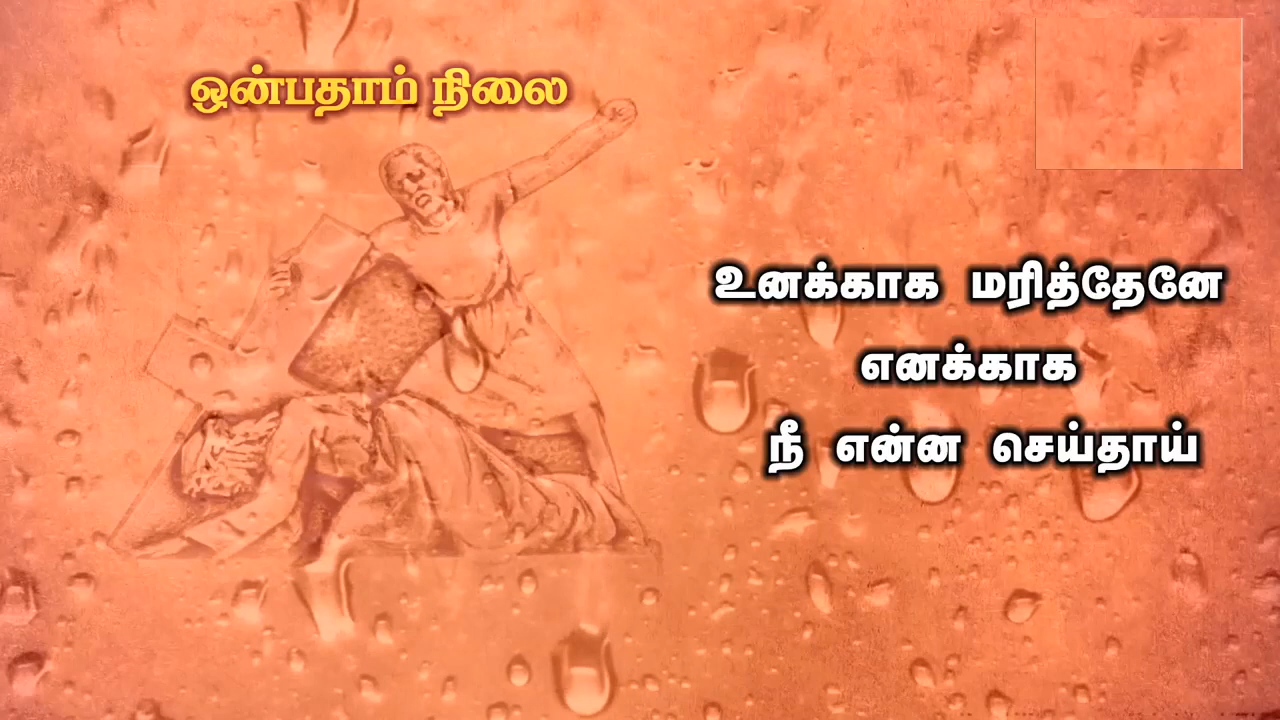 ஒன்பதாம் நிலை
உனக்காக மரித்தேனே
எனக்காக
நீ என்ன செய்தாய்